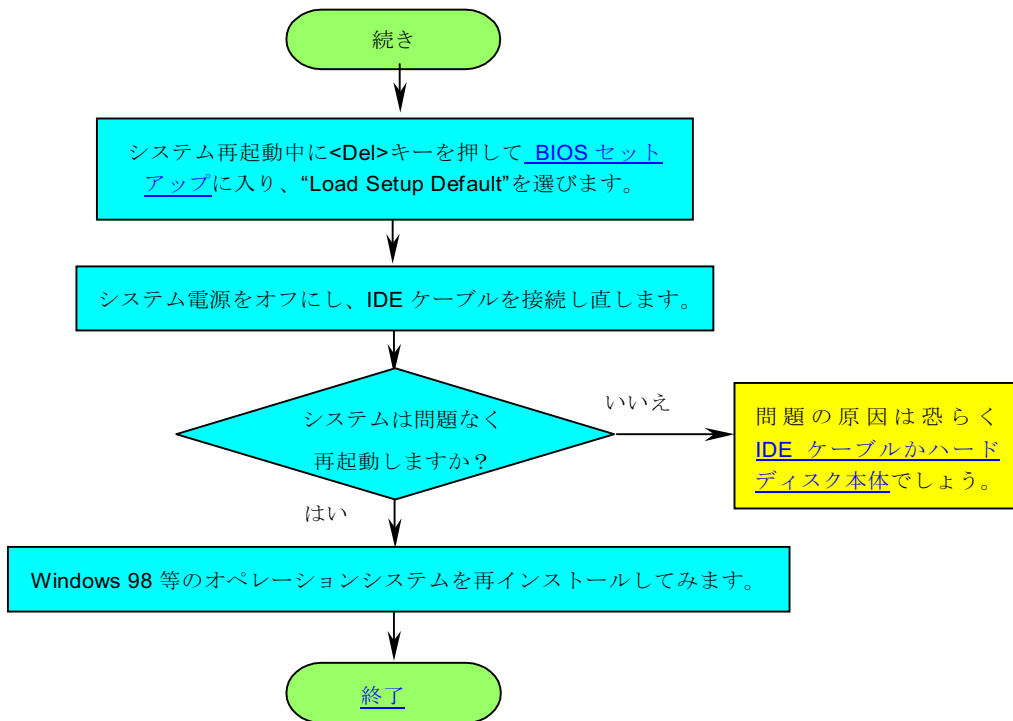 続き
システム再起動中に<Del>キーを押して BIOS セット
アップに入り、“Load Setup Default”を選びます。
システム電源をオフにし、IDE ケーブルを接続し直します。
システムは問題なく
再起動しますか？
いいえ
問題の原因は恐らく
IDE ケーブルかハード
ディスク本体でしょう。
はい
Windows 98 等のオペレーションシステムを再インストールしてみます。
終了